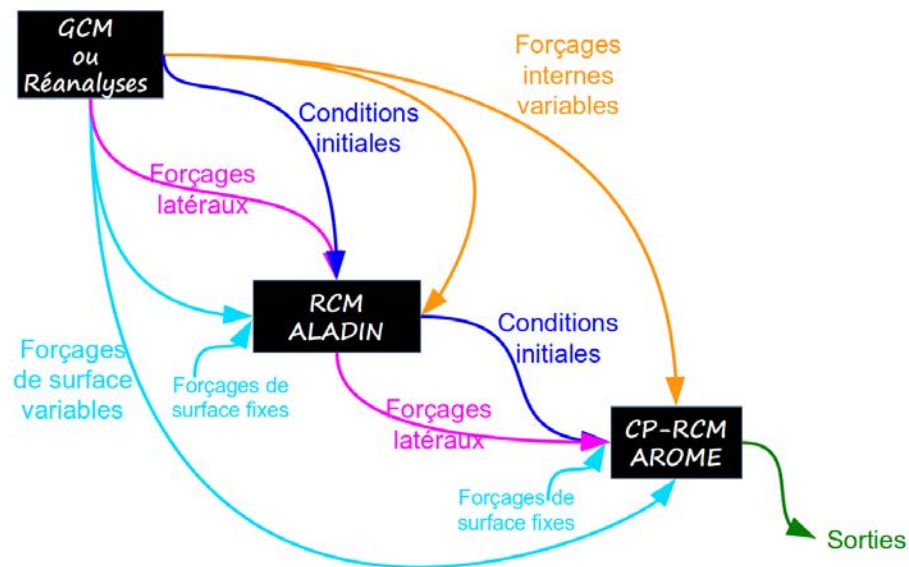 GCM
ou
Réanalyses
Forçages
internes
variables
Conditions
initiales
Forçages
latéraux
RCM
ALADIN
Conditions
initiales
Forçages
de surface
variables
Forçages de
surface fixes
Forçages
latéraux
CP-RCM
AROME
Forçages de
surface fixes
Sorties